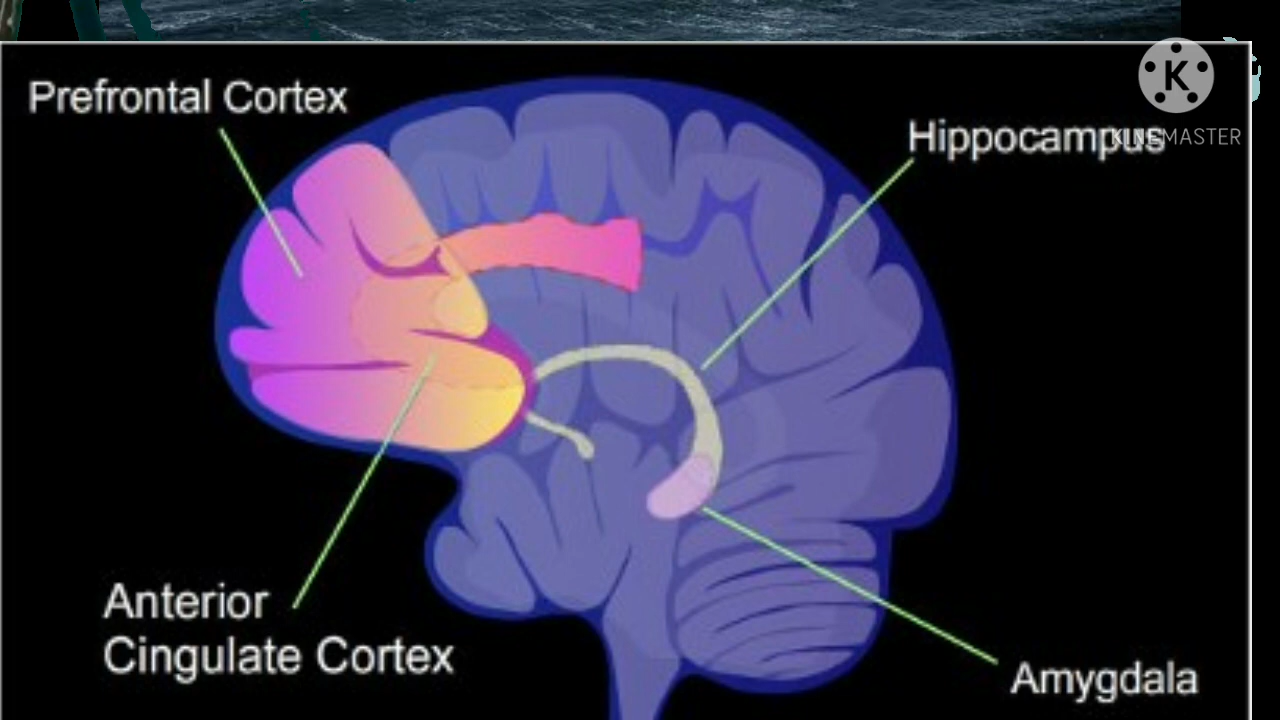 Prefrontal Cortex
K
KINEMASTER
Hippocampus
Anterior
Cingulate Cortex
Amygdala